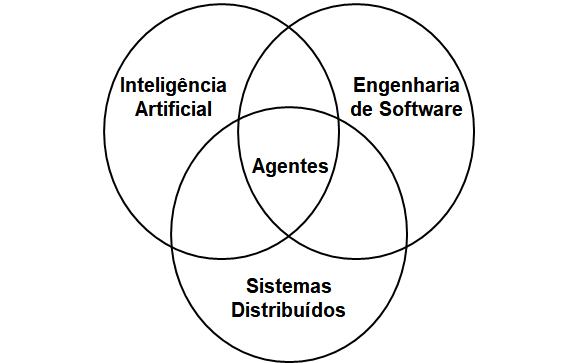 Inteligência
Artificial
Engenharia
de Software
Agentes
Sistemas
Distribuídos